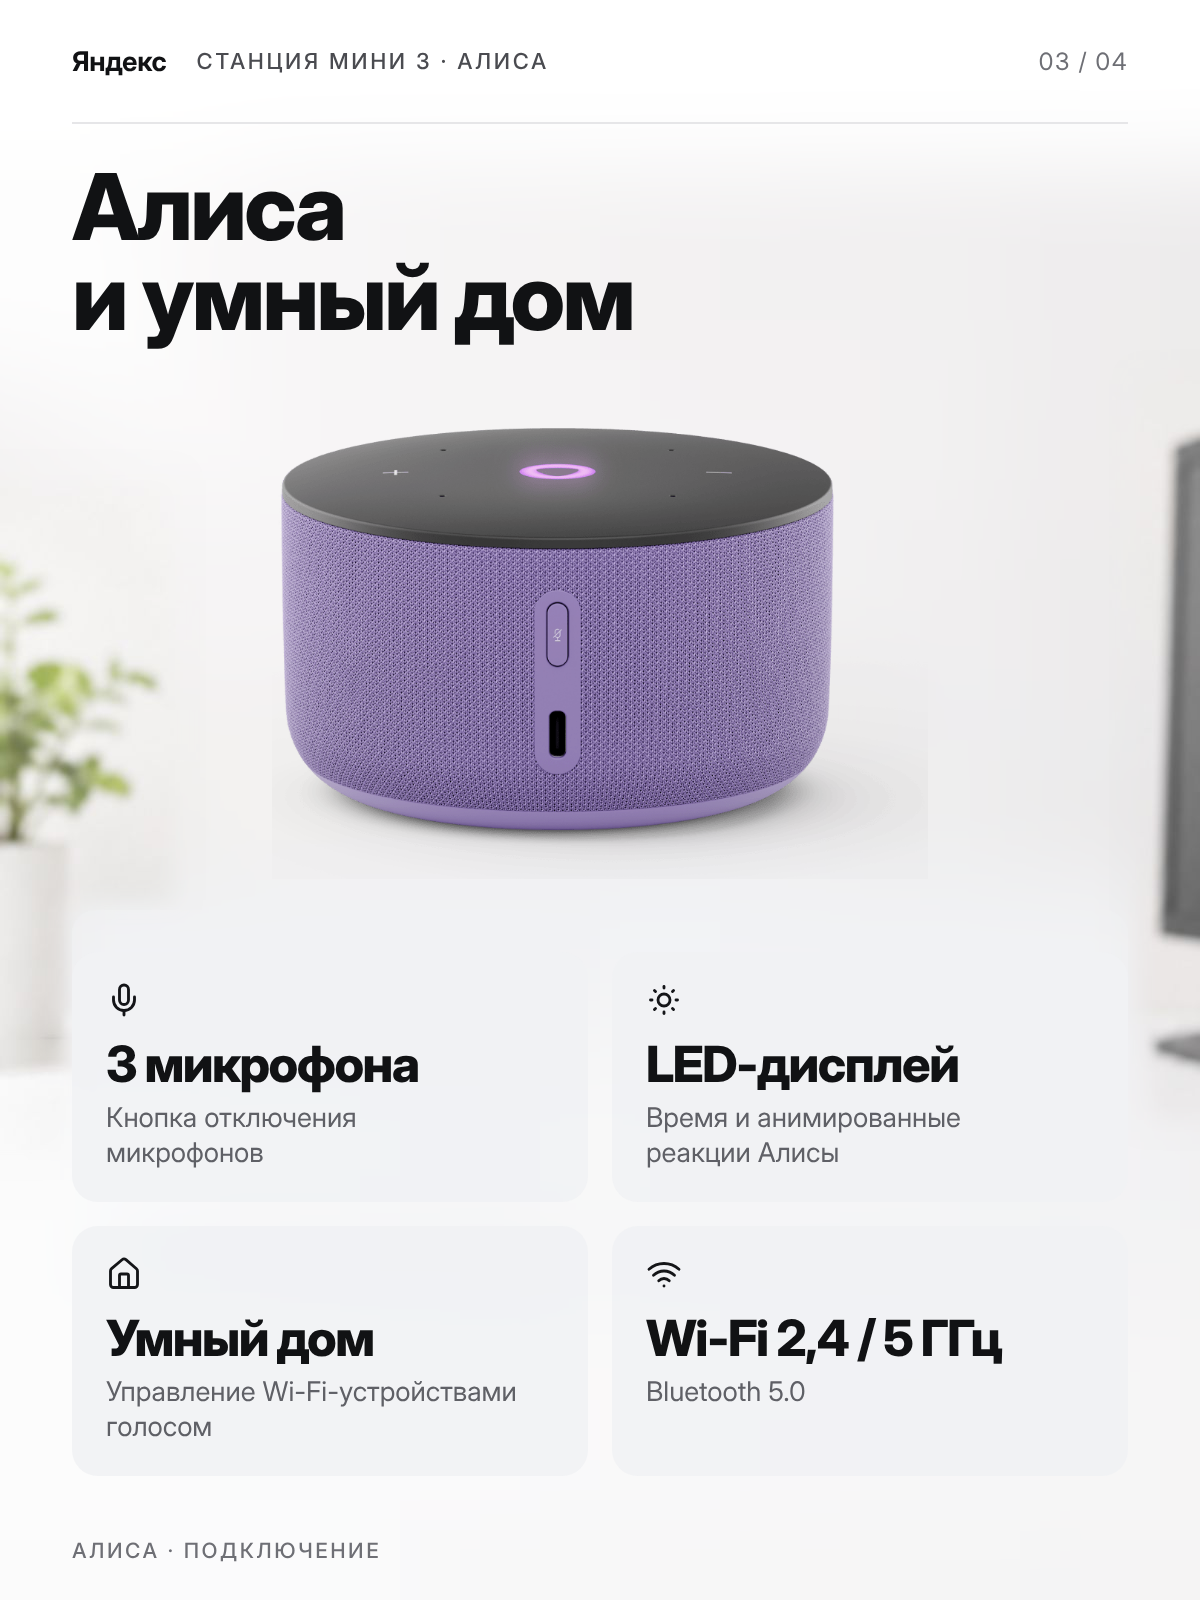 Яндекс СТАНЦИЯ МИНИ 3 · АЛИСА 03 / 04
Алиса
и умный дом
3 микрофона
Кнопка отключения
микрофонов
LED-дисплей
Время и анимированные
реакции Алисы
Умный дом
Управление Wi-Fi-устройствами
голосом
Wi-Fi 2,4 / 5 ГГц
Bluetooth 5.0
АЛИСА · ПОДКЛЮЧЕНИЕ